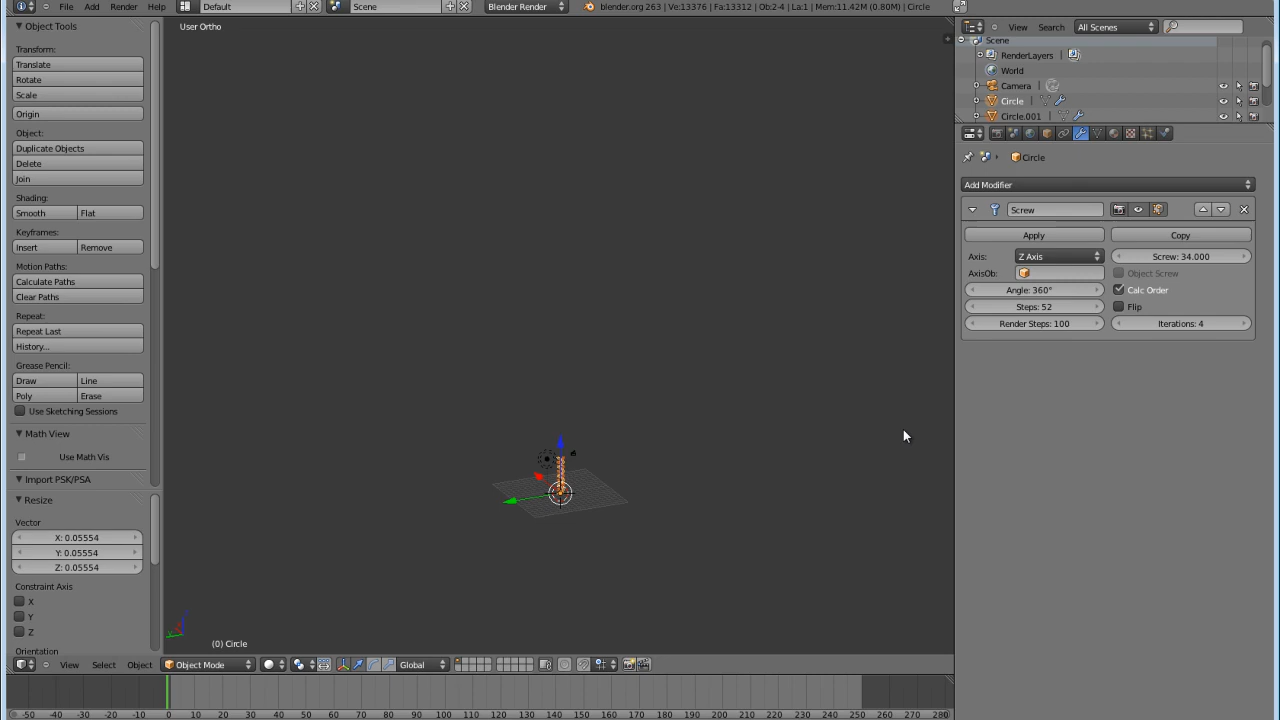 File Add Render Help Default Scene Blender Render blender.org 263 | Ve:13376 | Fa:13312 | Ob:2-4 | La:1 | Mem:11.42M (0.80M) | Circle
Object Tools
Transform:
Translate
Rotate
Scale
Origin
Object:
Duplicate Objects
Delete
Join
Shading:
Smooth Flat
Keyframes:
Insert Remove
Motion Paths:
Calculate Paths
Clear Paths
Repeat:
Repeat Last
History...
Grease Pencil:
Draw Line
Poly Erase
Use Sketching Sessions
Math View
Use Math Vis
Import PSK/PSA
Resize
Vector
X: 0.05554
Y: 0.05554
Z: 0.05554
Constraint Axis
X
Y
Z
Orientation
User Ortho
(0) Circle
View Select Object Object Mode Global
-50 -40 -30 -20 -10 0 10 20 30 40 50 60 70 80 90 100 110 120 130 140 150 160 170 180 190 200 210 220 230 240 250 260 270 280
View Search All Scenes
Scene
RenderLayers |
World
Camera
Circle
Circle.001
Circle
Add Modifier
Screw
Apply Copy
Axis: Z Axis Screw: 34.000
AxisOb: Object Screw
Angle: 360° Calc Order
Steps: 52 Flip
Render Steps: 100 Iterations: 4